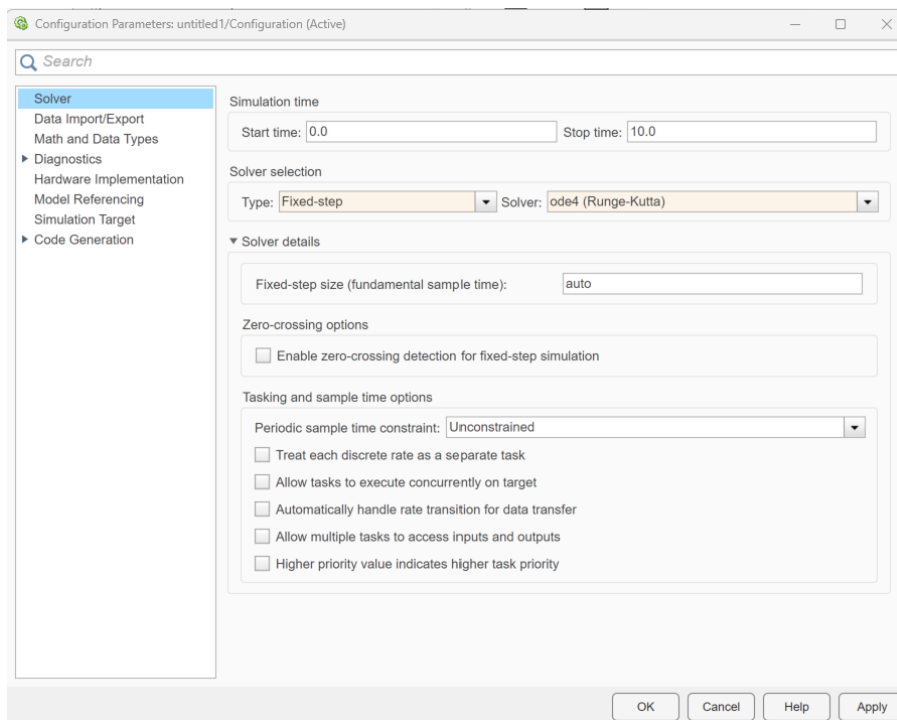 Configuration Parameters: untitled1/Configuration (Active)
Search
Solver
Data Import/Export
Math and Data Types
Diagnostics
Hardware Implementation
Model Referencing
Simulation Target
Code Generation
Simulation time
Start time: 0.0 Stop time: 10.0
Solver selection
Type: Fixed-step Solver: ode4 (Runge-Kutta)
Solver details
Fixed-step size (fundamental sample time): auto
Zero-crossing options
Enable zero-crossing detection for fixed-step simulation
Tasking and sample time options
Periodic sample time constraint: Unconstrained
Treat each discrete rate as a separate task
Allow tasks to execute concurrently on target
Automatically handle rate transition for data transfer
Allow multiple tasks to access inputs and outputs
Higher priority value indicates higher task priority
OK Cancel Help Apply